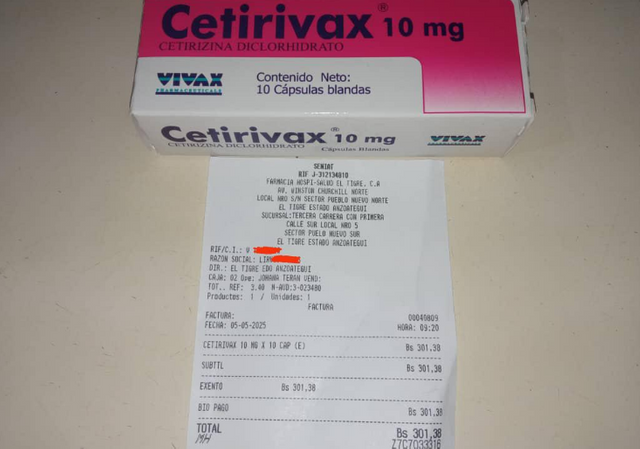 Cetirivax® 10 mg
CETIRIZINA DICLORHIDRATO
VIVAX
PHARMACEUTICALS
Contenido Neto:
10 Cápsulas blandas
Cetirivax® 10 mg
CETIRIZINA DICLORHIDRATO
Cápsulas Blandas
VIVAX
SENIAT
RIF J-312134810
FARMACIA HOSPI-SALUD EL TIGRE, C.A
AV. WINSTON CHURCHILL NORTE
LOCAL NRO S/N SECTOR PUEBLO NUEVO NORTE
EL TIGRE ESTADO ANZOATEGUI
SUCURSAL:TERCERA CARRERA CON PRIMERA
CALLE SUR LOCAL NRO 5
SECTOR PUELO NUEVO SUR
EL TIGRE ESTADO ANZOATEGUI
RIF/C.I.: V
RAZON SOCIAL:
DIR.: EL TIGRE EDO ANZOATEGUI
CAJA: 02 Ope: JOHANA TERAN VEND:
TOT.. REF: 3.40 N-AUD:3-023480
Productes: 1 / Unidades: 1
FACTURA
FACTURA: 00049809
FECHA: 05-05-2025 HORA: 09:20
CETIRIVAX 10 MG X 10 CAP (E) Bs 301,38
SUBTTL Bs 301,38
EXENTO Bs 301,38
BIO PAGO Bs 301,38
TOTAL Bs 301,38
MH Z7C7033316